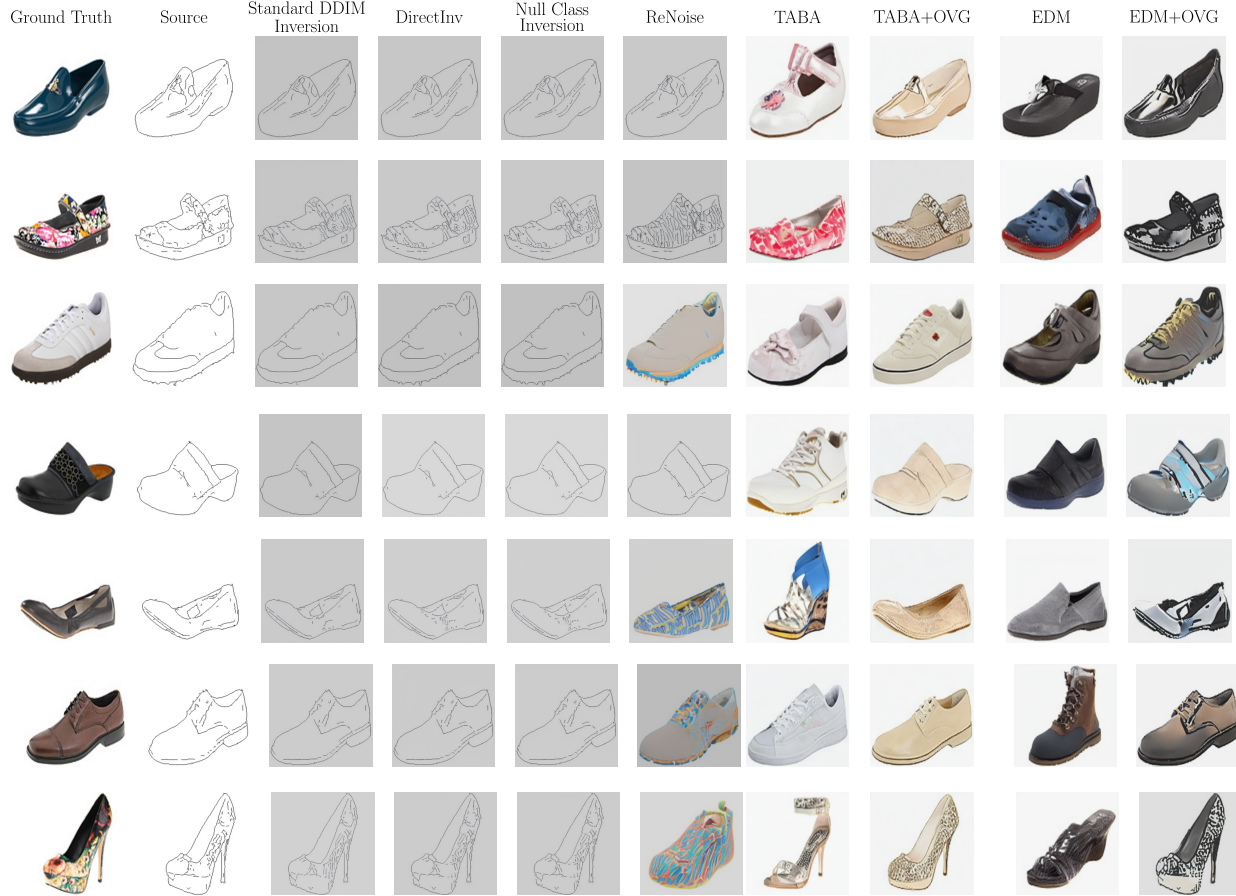 Ground Truth
Source
Standard DDIM
Inversion
DirectInv
Null Class
Inversion
ReNoise
TABA
TABA+OVG
EDM
EDM+OVG